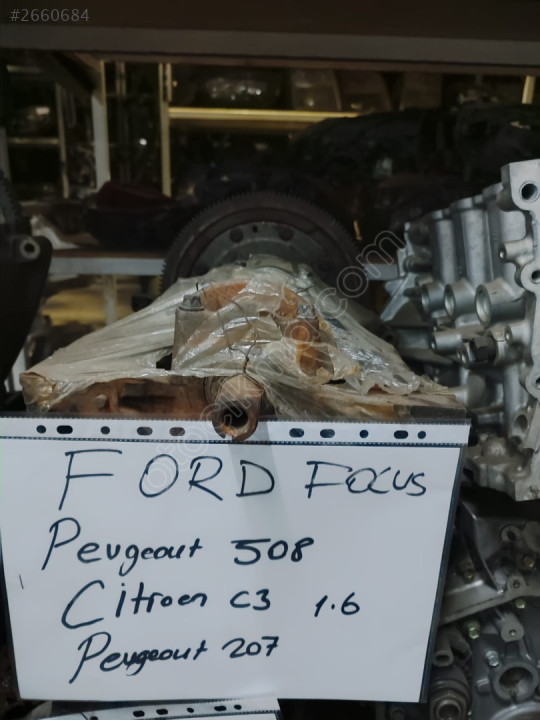 #2660684
FORD FOCUS
Peugeout 508
Citroen C3 1.6
Peugeout 207